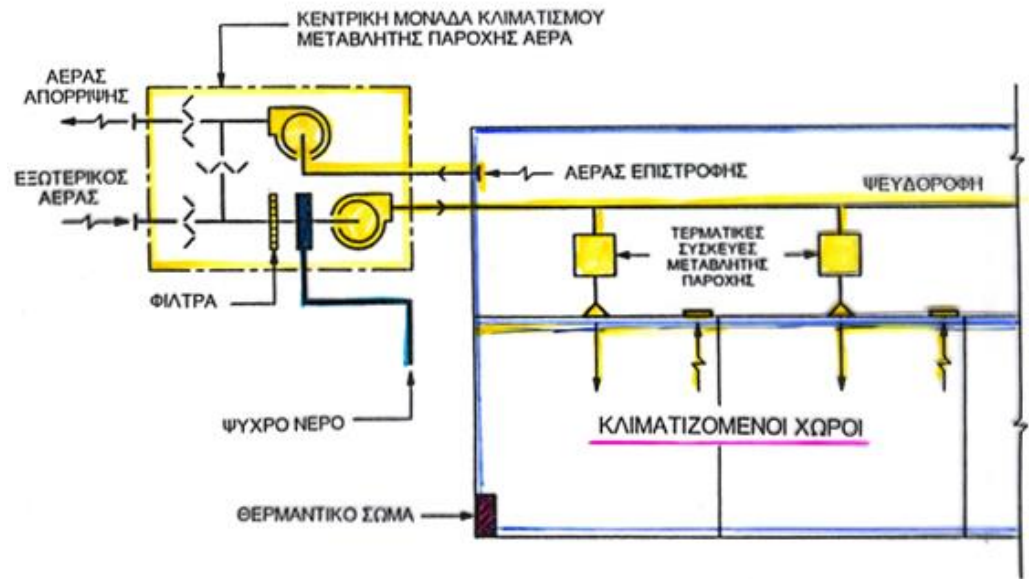 ΚΕΝΤΡΙΚΗ ΜΟΝΑΔΑ ΚΛΙΜΑΤΙΣΜΟΥ
ΜΕΤΑΒΛΗΤΗΣ ΠΑΡΟΧΗΣ ΑΕΡΑ
ΑΕΡΑΣ
ΑΠΟΡΡΙΨΗΣ
ΕΞΩΤΕΡΙΚΟΣ
ΑΕΡΑΣ
ΑΕΡΑΣ ΕΠΙΣΤΡΟΦΗΣ
ΨΕΥΔΟΡΟΦΗ
ΤΕΡΜΑΤΙΚΕΣ
ΣΥΣΚΕΥΕΣ
ΜΕΤΑΒΛΗΤΗΣ
ΠΑΡΟΧΗΣ
ΦΙΛΤΡΑ
ΨΥΧΡΟ ΝΕΡΟ
ΚΛΙΜΑΤΙΖΟΜΕΝΟΙ ΧΩΡΟΙ
ΘΕΡΜΑΝΤΙΚΟ ΣΩΜΑ